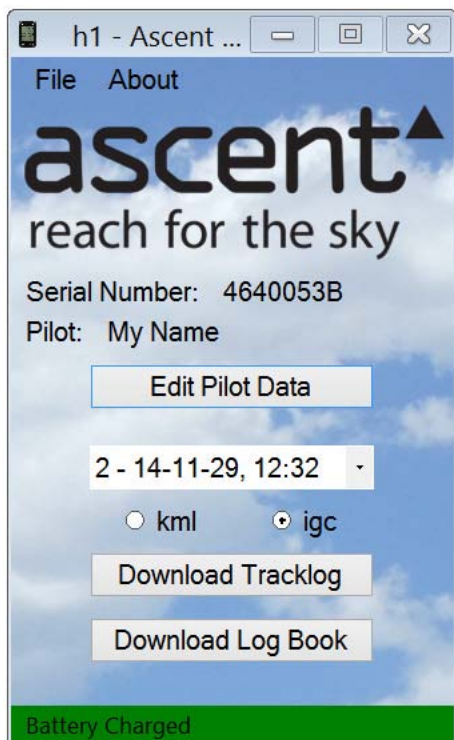 h1 - Ascent ...
File About
ascent
reach for the sky
Serial Number: 4640053B
Pilot: My Name
Edit Pilot Data
2 - 14-11-29, 12:32
kml igc
Download Tracklog
Download Log Book
Battery Charged